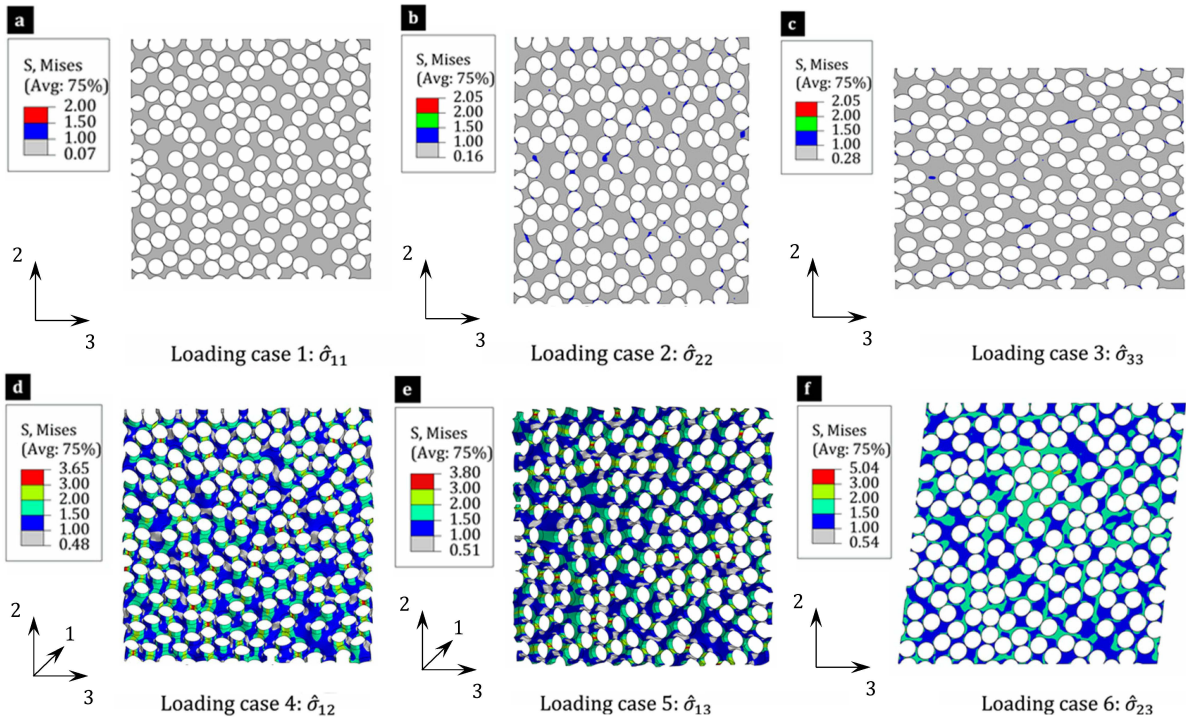 a
S, Mises
(Avg: 75%)
2.00
1.50
1.00
0.07
2
3
Loading case 1: σ̂₁₁
b
S, Mises
(Avg: 75%)
2.05
2.00
1.50
1.00
0.16
2
3
Loading case 2: σ̂₂₂
c
S, Mises
(Avg: 75%)
2.05
2.00
1.50
1.00
0.28
2
3
Loading case 3: σ̂₃₃
d
S, Mises
(Avg: 75%)
3.65
3.00
2.00
1.50
1.00
0.48
2
1
3
Loading case 4: σ̂₁₂
e
S, Mises
(Avg: 75%)
3.80
3.00
2.00
1.50
1.00
0.51
2
1
3
Loading case 5: σ̂₁₃
f
S, Mises
(Avg: 75%)
5.04
3.00
2.00
1.50
1.00
0.54
2
3
Loading case 6: σ̂₂₃